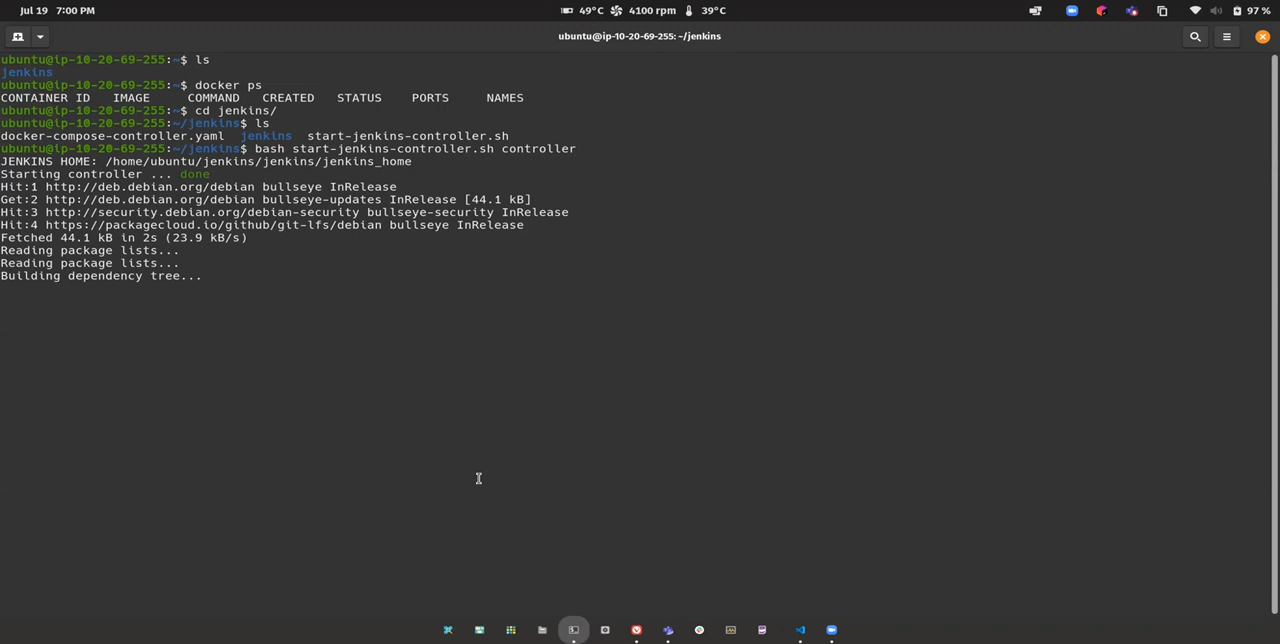 Jul 19 7:00 PM 49°C 4100 rpm 39°C 97 %
ubuntu@ip-10-20-69-255: ~/jenkins
ubuntu@ip-10-20-69-255:~$ ls
jenkins
ubuntu@ip-10-20-69-255:~$ docker ps
CONTAINER ID   IMAGE     COMMAND   CREATED   STATUS    PORTS     NAMES
ubuntu@ip-10-20-69-255:~$ cd jenkins/
ubuntu@ip-10-20-69-255:~/jenkins$ ls
docker-compose-controller.yaml  jenkins  start-jenkins-controller.sh
ubuntu@ip-10-20-69-255:~/jenkins$ bash start-jenkins-controller.sh controller
JENKINS HOME: /home/ubuntu/jenkins/jenkins/jenkins_home
Starting controller ... done
Hit:1 http://deb.debian.org/debian bullseye InRelease
Get:2 http://deb.debian.org/debian bullseye-updates InRelease [44.1 kB]
Hit:3 http://security.debian.org/debian-security bullseye-security InRelease
Hit:4 https://packagecloud.io/github/git-lfs/debian bullseye InRelease
Fetched 44.1 kB in 2s (23.9 kB/s)
Reading package lists...
Reading package lists...
Building dependency tree...